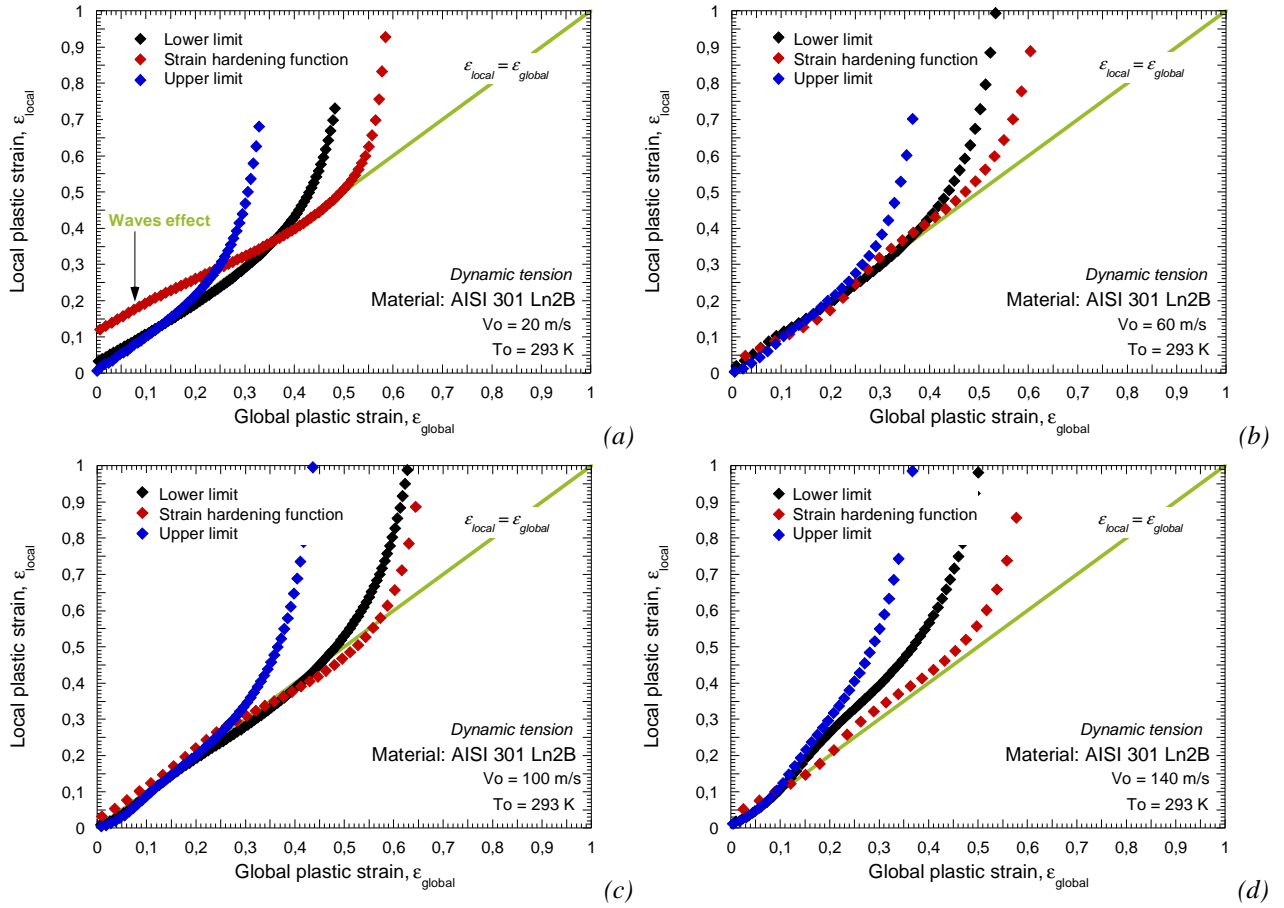 1
0,9
0,8
0,7
0,6
0,5
0,4
0,3
0,2
0,1
0
Local plastic strain, ε_local
Lower limit
Strain hardening function
Upper limit
ε_local = ε_global
Waves effect
Dynamic tension
Material: AISI 301 Ln2B
Vo = 20 m/s
To = 293 K
0 0,1 0,2 0,3 0,4 0,5 0,6 0,7 0,8 0,9 1
Global plastic strain, ε_global
(a)
1
0,9
0,8
0,7
0,6
0,5
0,4
0,3
0,2
0,1
0
Local plastic strain, ε_local
Lower limit
Strain hardening function
Upper limit
ε_local = ε_global
Dynamic tension
Material: AISI 301 Ln2B
Vo = 60 m/s
To = 293 K
0 0,1 0,2 0,3 0,4 0,5 0,6 0,7 0,8 0,9 1
Global plastic strain, ε_global
(b)
1
0,9
0,8
0,7
0,6
0,5
0,4
0,3
0,2
0,1
0
Local plastic strain, ε_local
Lower limit
Strain hardening function
Upper limit
ε_local = ε_global
Dynamic tension
Material: AISI 301 Ln2B
Vo = 100 m/s
To = 293 K
0 0,1 0,2 0,3 0,4 0,5 0,6 0,7 0,8 0,9 1
Global plastic strain, ε_global
(c)
1
0,9
0,8
0,7
0,6
0,5
0,4
0,3
0,2
0,1
0
Local plastic strain, ε_local
Lower limit
Strain hardening function
Upper limit
ε_local = ε_global
Dynamic tension
Material: AISI 301 Ln2B
Vo = 140 m/s
To = 293 K
0 0,1 0,2 0,3 0,4 0,5 0,6 0,7 0,8 0,9 1
Global plastic strain, ε_global
(d)